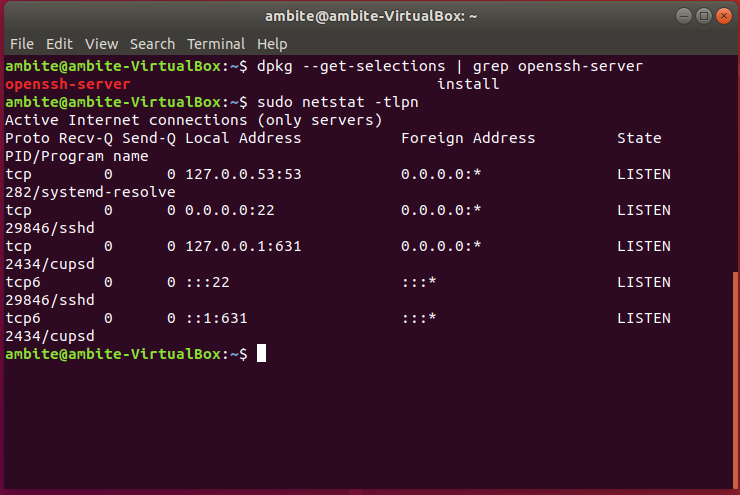 ambite@ambite-VirtualBox: ~
File Edit View Search Terminal Help
ambite@ambite-VirtualBox:~$ dpkg --get-selections | grep openssh-server
openssh-server                                  install
ambite@ambite-VirtualBox:~$ sudo netstat -tlpn
Active Internet connections (only servers)
Proto Recv-Q Send-Q Local Address           Foreign Address         State
PID/Program name
tcp        0      0 127.0.0.53:53           0.0.0.0:*               LISTEN
282/systemd-resolve
tcp        0      0 0.0.0.0:22              0.0.0.0:*               LISTEN
29846/sshd
tcp        0      0 127.0.0.1:631           0.0.0.0:*               LISTEN
2434/cupsd
tcp6       0      0 :::22                   :::*                    LISTEN
29846/sshd
tcp6       0      0 ::1:631                 :::*                    LISTEN
2434/cupsd
ambite@ambite-VirtualBox:~$